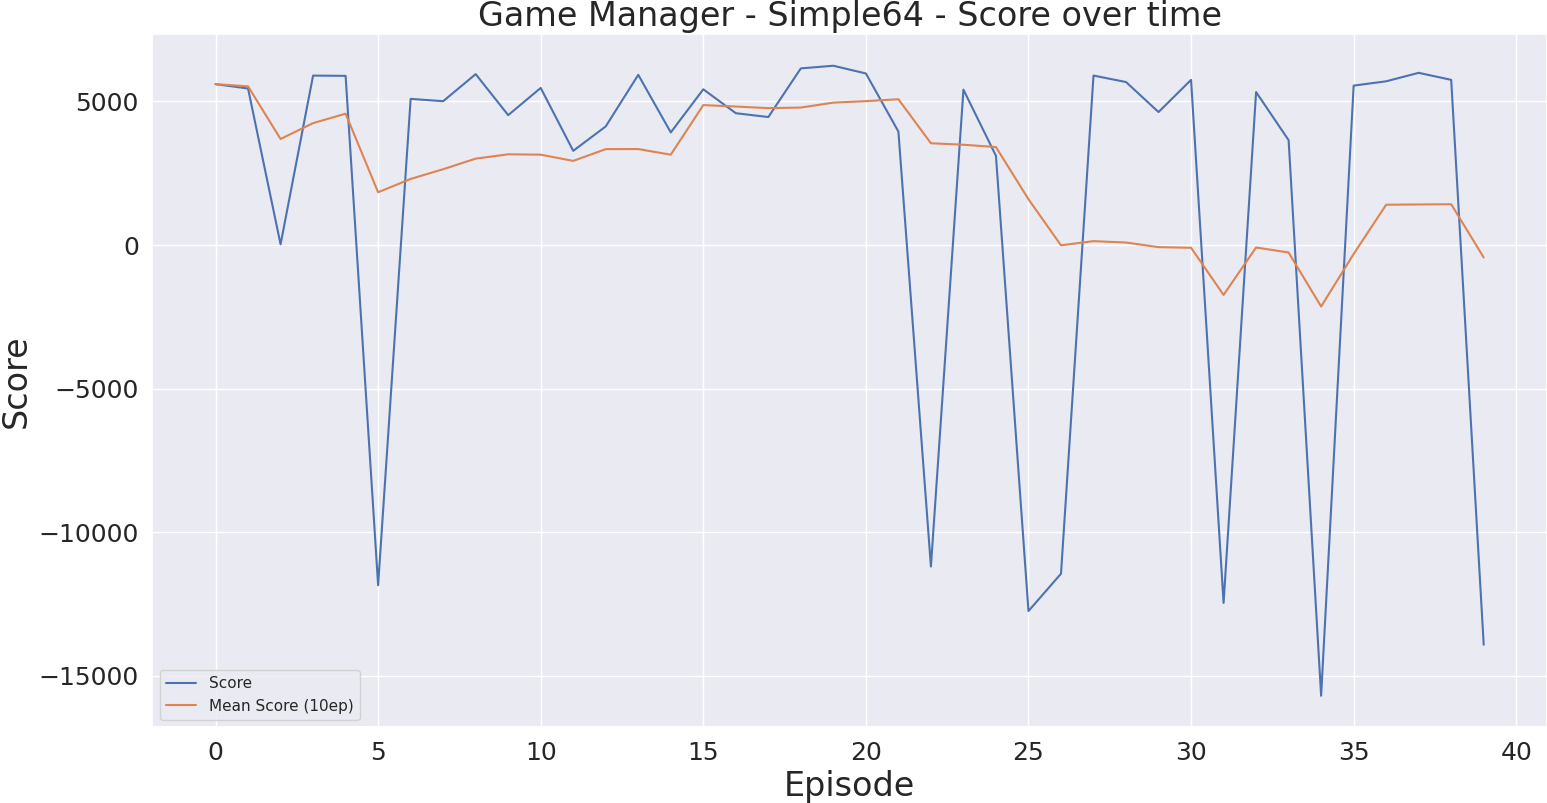 Game Manager - Simple64 - Score over time
Score
5000
0
−5000
−10000
−15000
Score
Mean Score (10ep)
0 5 10 15 20 25 30 35 40
Episode